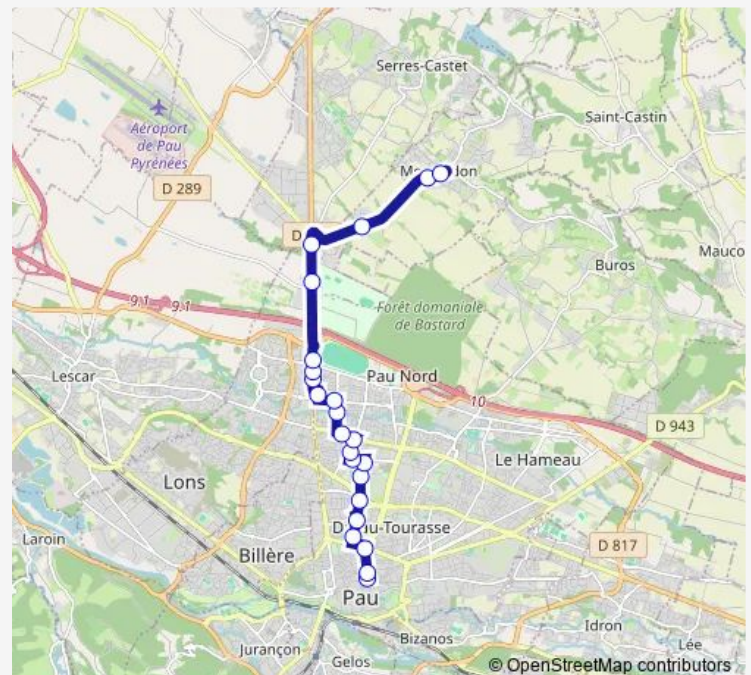 Serres-Castet
Saint-Castin
Aéroport
de Pau
Pyrénées
D 289
D
Buros
Mauco
9.1
9.1
Forêt domaniale
de Bastard
Lescar
Pau Nord
10
D 943
Le Hameau
Lons
Laroin
Billère
D 817
Pau
Idron
Bizanos
Lée
Jurançon
Gelos
© OpenStreetMap contributors